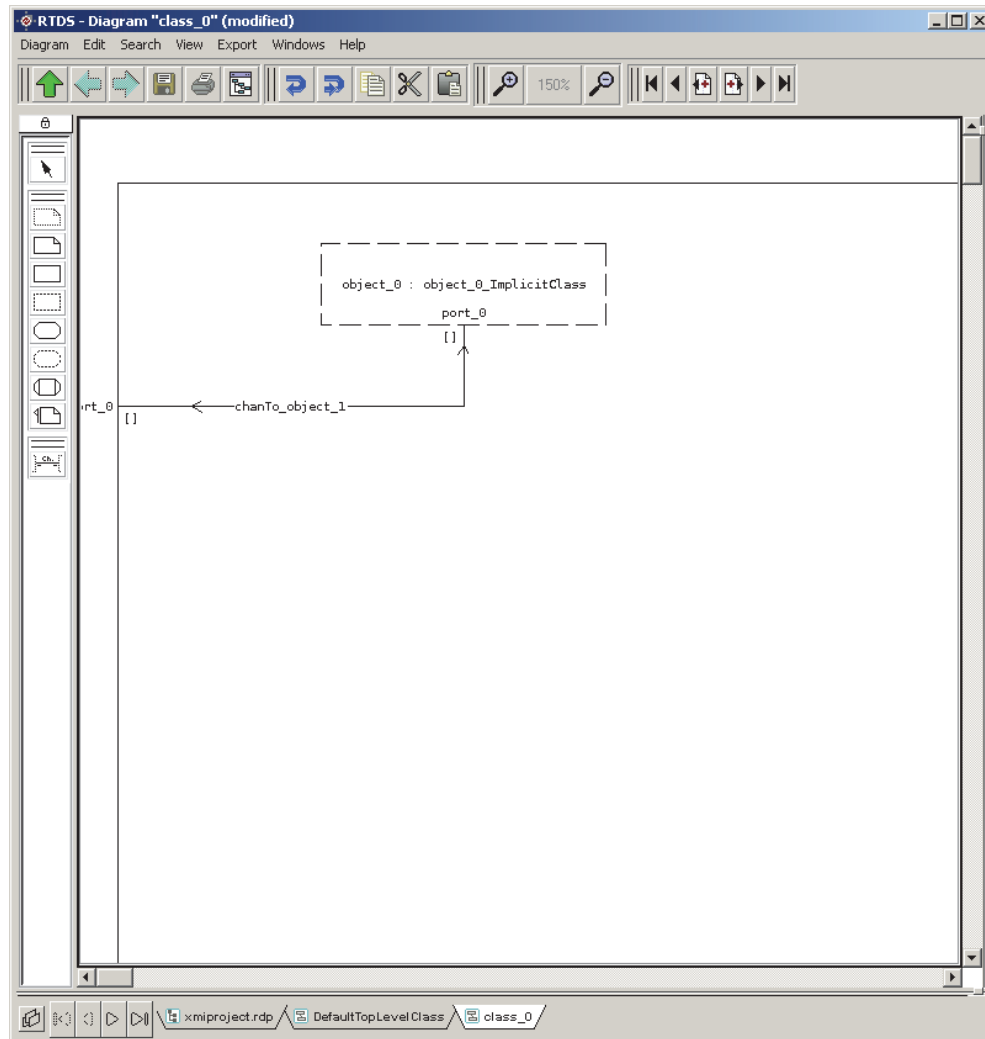 RTDS - Diagram "class_0" (modified)
Diagram Edit Search View Export Windows Help
150%
object_0 : object_0_ImplicitClass
port_0
[]
rt_0 chanTo_object_1
[]
Ch.
xmiproject.rdp DefaultTopLevelClass class_0